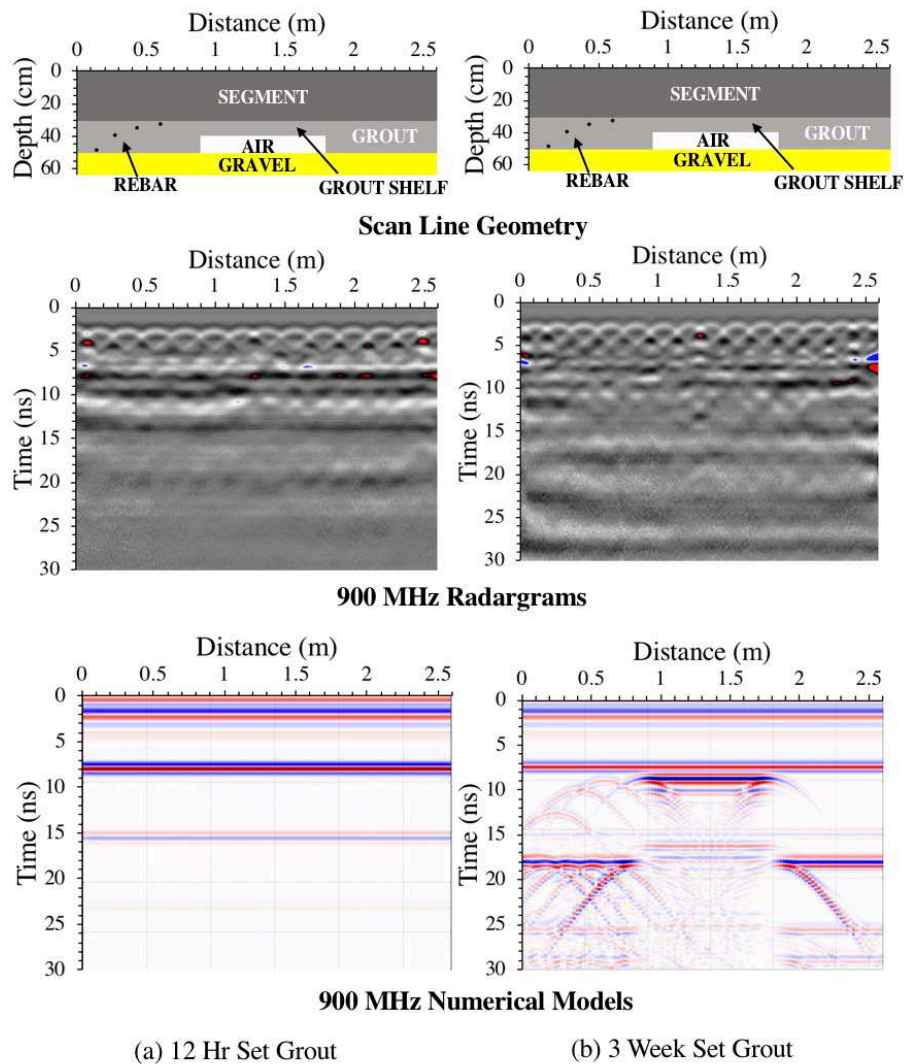 Distance (m)
0 0.5 1 1.5 2 2.5
Depth (cm)
0
20
40
60
SEGMENT
GROUT
AIR
GRAVEL
REBAR
GROUT SHELF
Distance (m)
0 0.5 1 1.5 2 2.5
Depth (cm)
0
20
40
60
SEGMENT
GROUT
AIR
GRAVEL
REBAR
GROUT SHELF
Scan Line Geometry
Distance (m)
0 0.5 1 1.5 2 2.5
Time (ns)
0
5
10
15
20
25
30
Distance (m)
0 0.5 1 1.5 2 2.5
Time (ns)
0
5
10
15
20
25
30
900 MHz Radargrams
Distance (m)
0 0.5 1 1.5 2 2.5
Time (ns)
0
5
10
15
20
25
30
Distance (m)
0 0.5 1 1.5 2 2.5
Time (ns)
0
5
10
15
20
25
30
900 MHz Numerical Models
(a) 12 Hr Set Grout
(b) 3 Week Set Grout